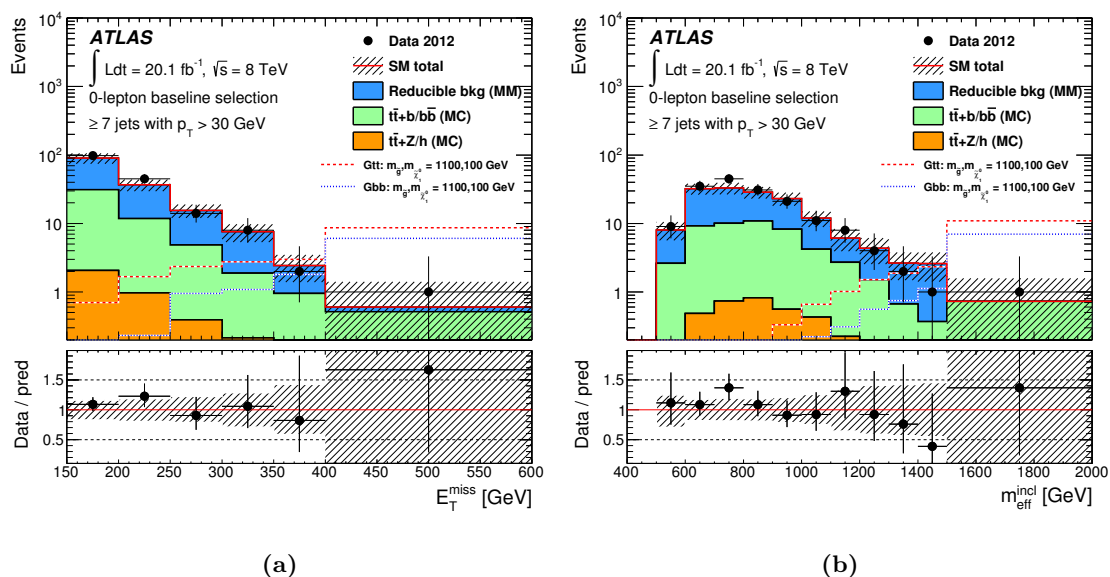 ATLAS
∫ Ldt = 20.1 fb⁻¹, √s = 8 TeV
0-lepton baseline selection
≥ 7 jets with p_T > 30 GeV
Data 2012
SM total
Reducible bkg (MM)
tt̄+b/bb̄ (MC)
tt̄+Z/h (MC)
Gtt: m_g̃,m_χ̃⁰₁ = 1100,100 GeV
Gbb: m_g̃,m_χ̃⁰₁ = 1100,100 GeV
Events
10⁴
10³
10²
10
1
Data / pred
1.5
1
0.5
150 200 250 300 350 400 450 500 550 600
E_T^miss [GeV]
(a)
ATLAS
∫ Ldt = 20.1 fb⁻¹, √s = 8 TeV
0-lepton baseline selection
≥ 7 jets with p_T > 30 GeV
Data 2012
SM total
Reducible bkg (MM)
tt̄+b/bb̄ (MC)
tt̄+Z/h (MC)
Gtt: m_g̃,m_χ̃⁰₁ = 1100,100 GeV
Gbb: m_g̃,m_χ̃⁰₁ = 1100,100 GeV
Events
10⁴
10³
10²
10
1
Data / pred
1.5
1
0.5
400 600 800 1000 1200 1400 1600 1800 2000
m_eff^incl [GeV]
(b)